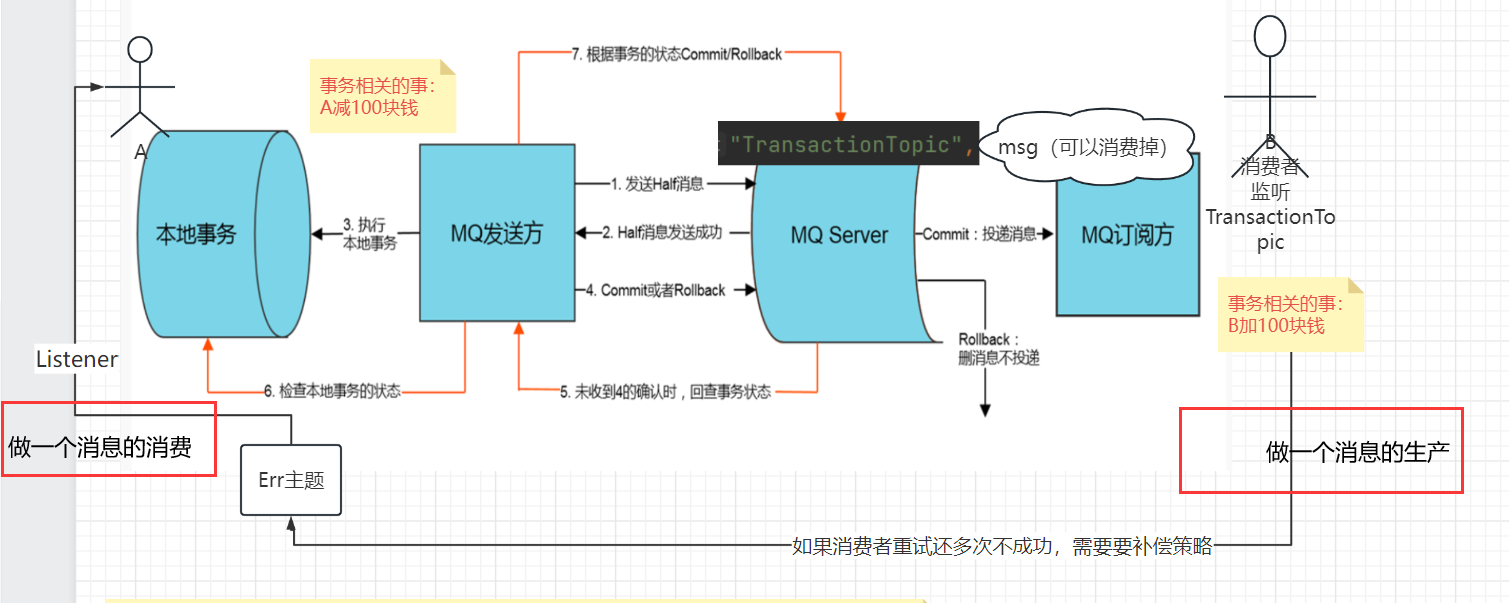 7. 根据事务的状态Commit/Rollback
事务相关的事：
A减100块钱
"TransactionTopic",
msg（可以消费掉）
A
B
消费者
监听
TransactionTo
pic
1. 发送Half消息
本地事务
3. 执行
本地事务
MQ发送方
2. Half消息发送成功
MQ Server
Commit：投递消息
MQ订阅方
4. Commit或者Rollback
事务相关的事：
B加100块钱
Rollback：
删消息不投递
Listener
6. 检查本地事务的状态
5. 未收到4的确认时，回查事务状态
做一个消息的消费
做一个消息的生产
Err主题
如果消费者重试还多次不成功，需要要补偿策略